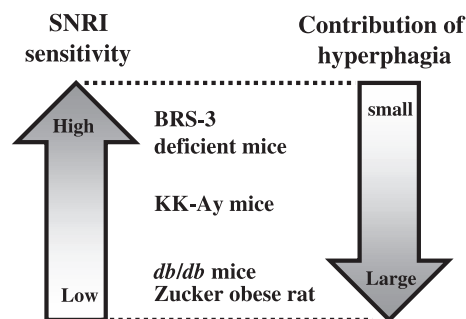 SNRI
sensitivity
Contribution of
hyperphagia
High
small
BRS-3
deficient mice
KK-Ay mice
db/db mice
Zucker obese rat
Low
Large